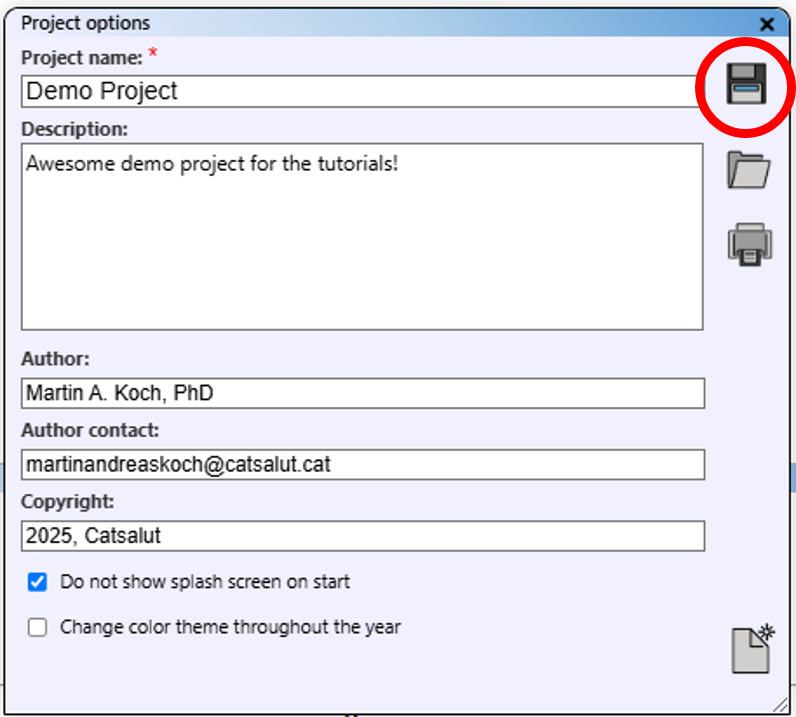 Project options
Project name: *
Demo Project
Description:
Awesome demo project for the tutorials!
Author:
Martin A. Koch, PhD
Author contact:
martinandreaskoch@catsalut.cat
Copyright:
2025, Catsalut
Do not show splash screen on start
Change color theme throughout the year